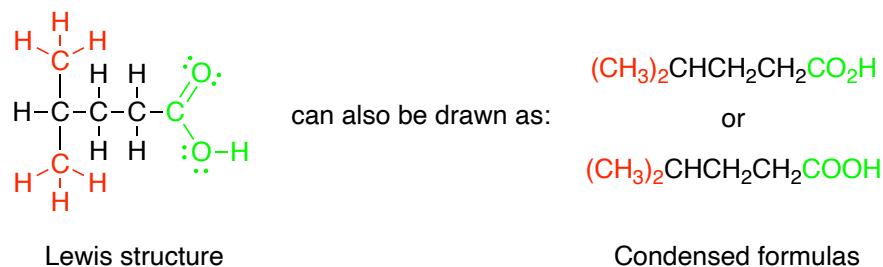 H H H
C
H H O
H C C C C
H H O H
C
H H H
can also be drawn as:
(CH3)2CHCH2CH2CO2H
or
(CH3)2CHCH2CH2COOH
Lewis structure
Condensed formulas